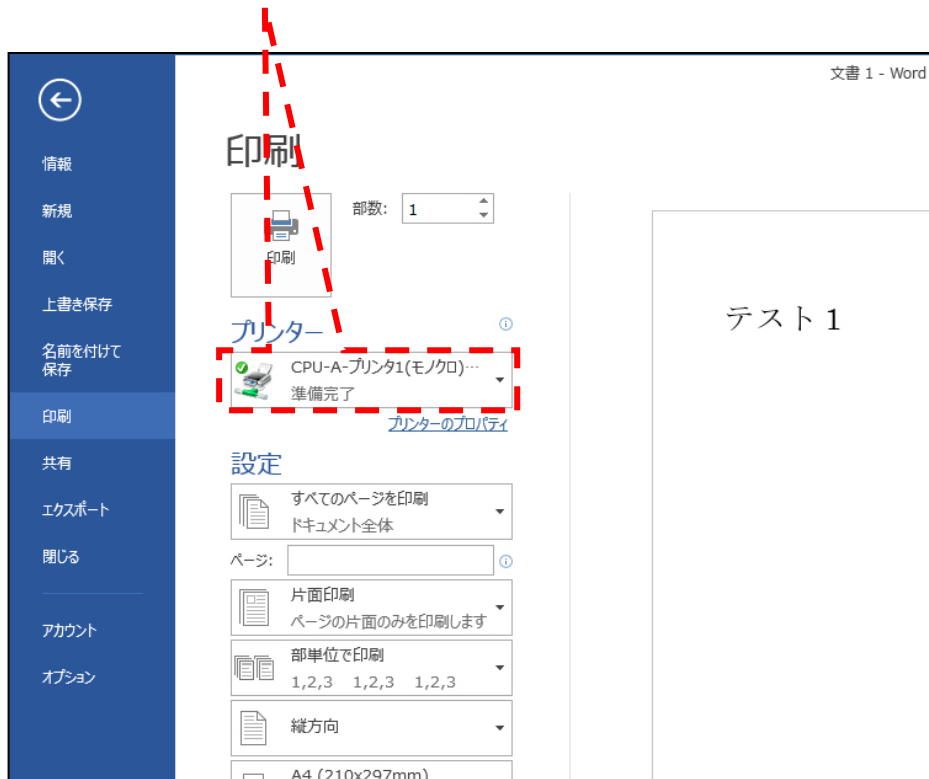 文書 1 - Word
情報
新規
開く
上書き保存
名前を付けて
保存
印刷
共有
エクスポート
閉じる
アカウント
オプション
印刷
部数: 1
印刷
プリンター
CPU-A-プリンタ1(モノクロ)…
準備完了
プリンターのプロパティ
設定
すべてのページを印刷
ドキュメント全体
ページ:
片面印刷
ページの片面のみを印刷します
部単位で印刷
1,2,3 1,2,3 1,2,3
縦方向
A4 (210x297mm)
テスト 1